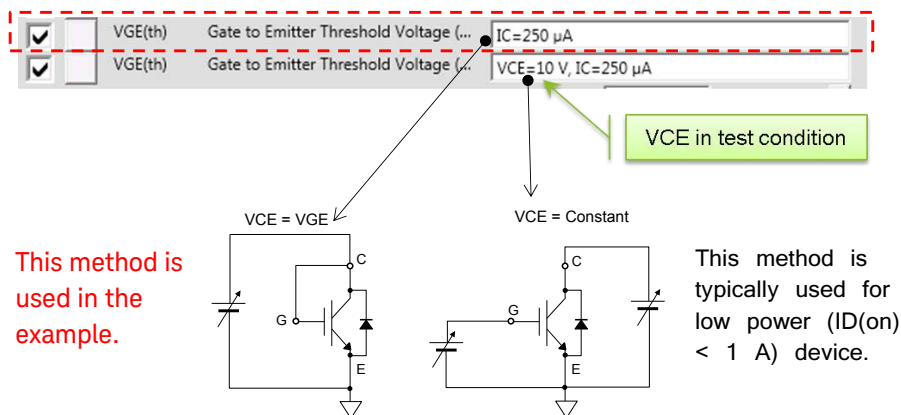 VGE(th) Gate to Emitter Threshold Voltage (... IC=250 µA
VGE(th) Gate to Emitter Threshold Voltage (... VCE=10 V, IC=250 µA
VCE in test condition
VCE = VGE
VCE = Constant
This method is
used in the
example.
C
G
E
C
G
E
This method is
typically used for
low power (ID(on)
< 1 A) device.